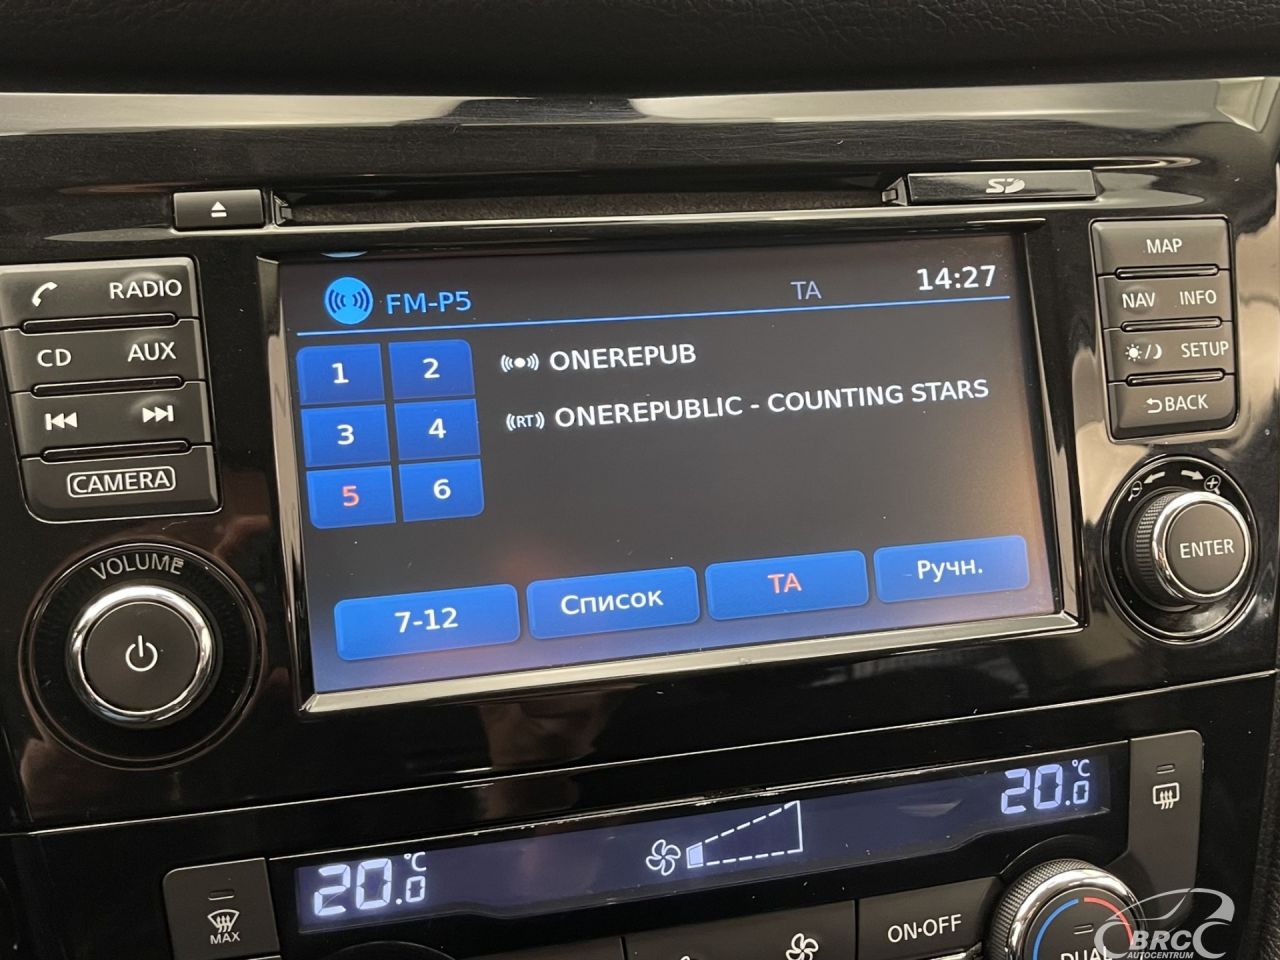 SD
MAP
RADIO
FM-P5
TA
14:27
NAV INFO
CD AUX
1
2
ONEREPUB
/ SETUP
3
4
(RT) ONEREPUBLIC - COUNTING STARS
BACK
CAMERA
5
6
VOLUME
7-12
Список
TA
Ручн.
ENTER
20.0 °C
20.0 °C
MAX
ON·OFF
DUAL
BRC
AUTOCENTRUM